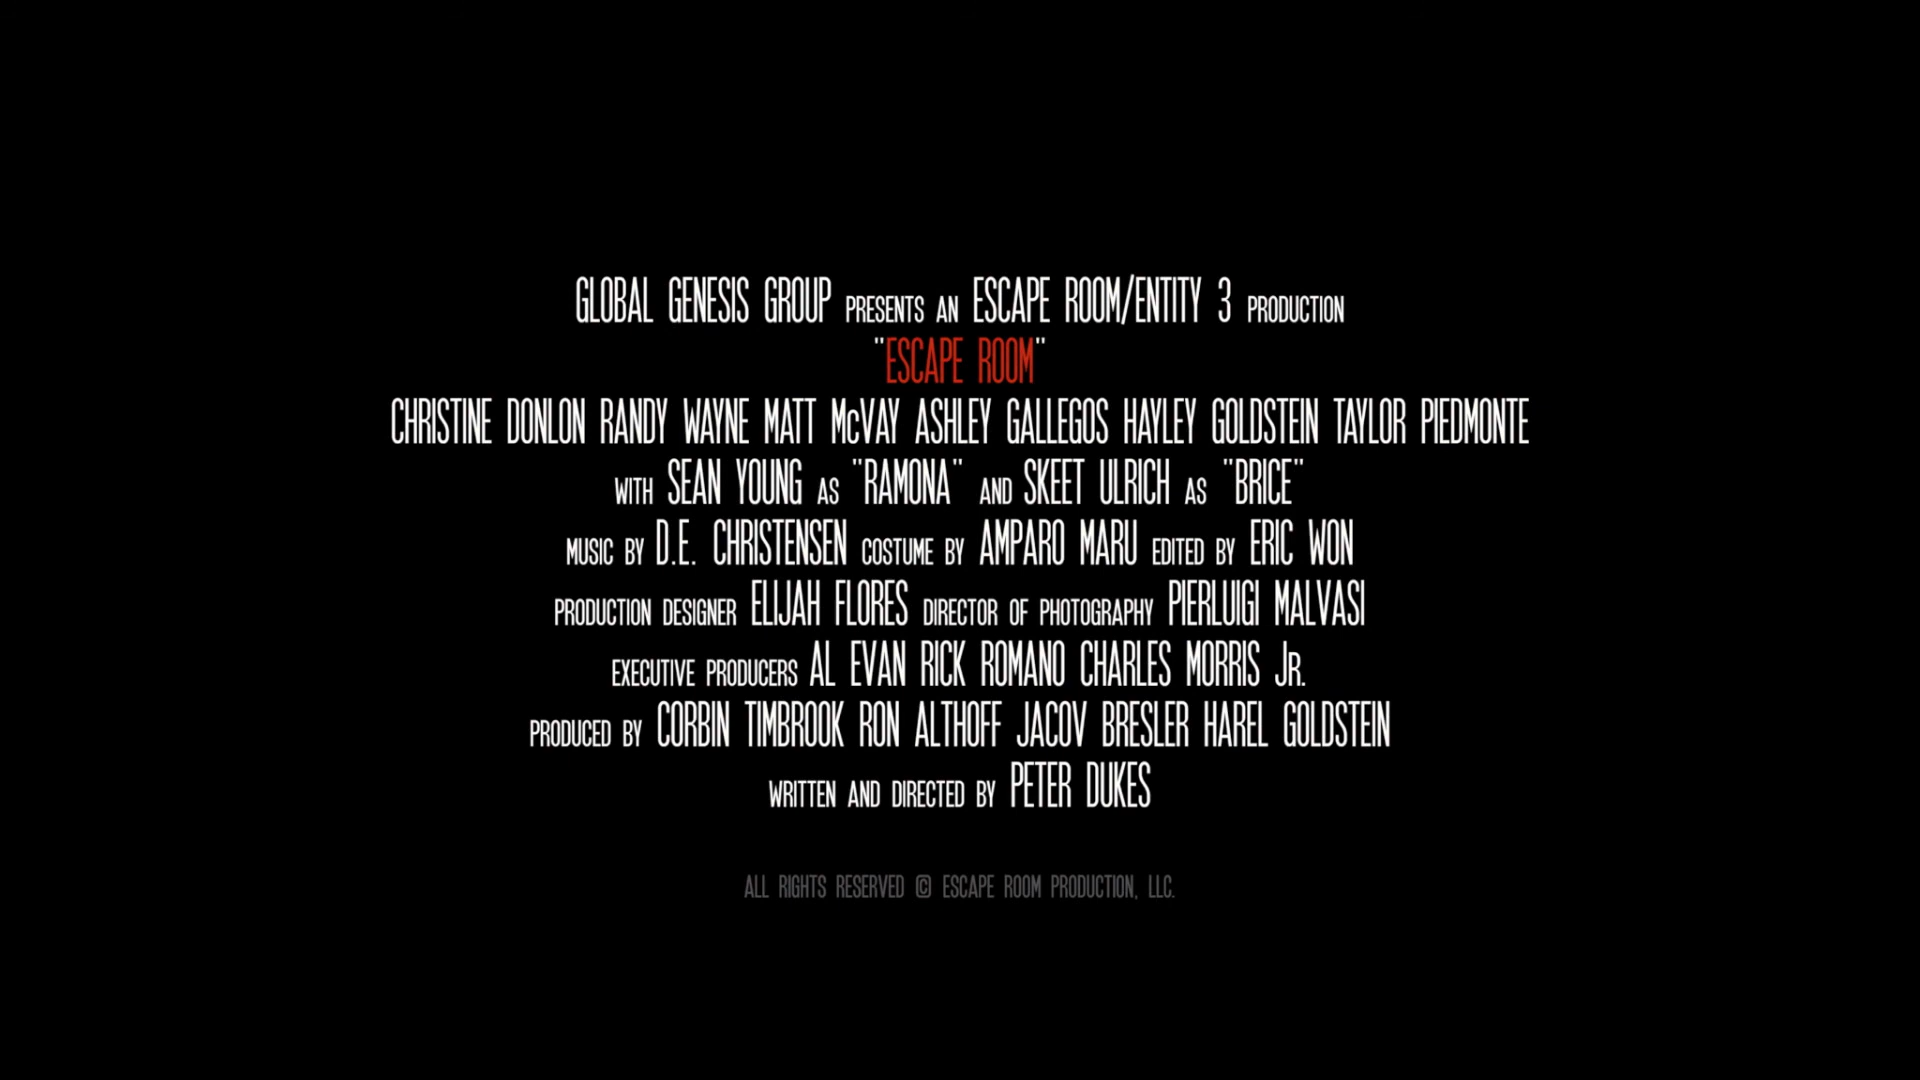 GLOBAL GENESIS GROUP PRESENTS AN ESCAPE ROOM/ENTITY 3 PRODUCTION
"ESCAPE ROOM"
CHRISTINE DONLON RANDY WAYNE MATT McVAY ASHLEY GALLEGOS HAYLEY GOLDSTEIN TAYLOR PIEDMONTE
WITH SEAN YOUNG AS "RAMONA" AND SKEET ULRICH AS "BRICE"
MUSIC BY D.E. CHRISTENSEN COSTUME BY AMPARO MARU EDITED BY ERIC WON
PRODUCTION DESIGNER ELIJAH FLORES DIRECTOR OF PHOTOGRAPHY PIERLUIGI MALVASI
EXECUTIVE PRODUCERS AL EVAN RICK ROMANO CHARLES MORRIS JR.
PRODUCED BY CORBIN TIMBROOK RON ALTHOFF JACOV BRESLER HAREL GOLDSTEIN
WRITTEN AND DIRECTED BY PETER DUKES
ALL RIGHTS RESERVED © ESCAPE ROOM PRODUCTION, LLC.